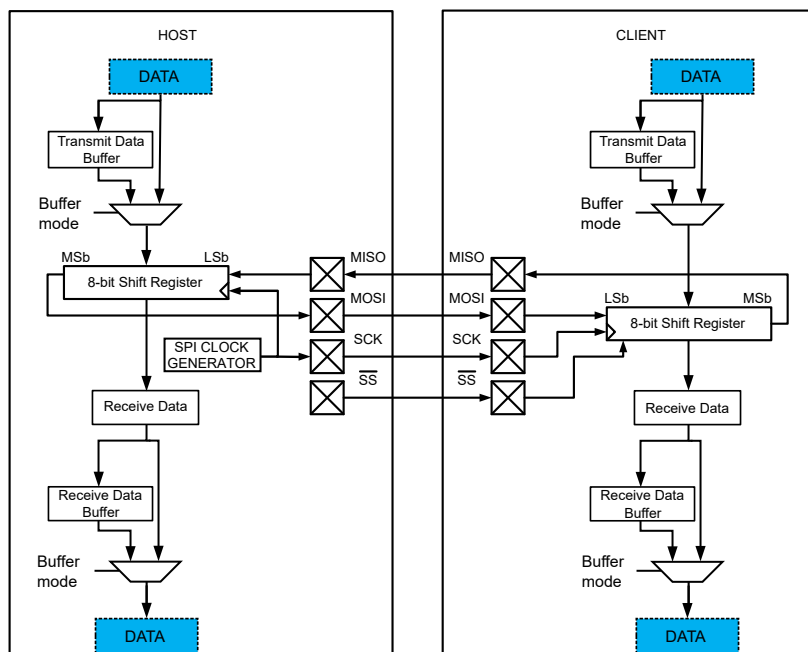 HOST
DATA
Transmit Data
Buffer
Buffer
mode
MSb
LSb
8-bit Shift Register
SPI CLOCK
GENERATOR
Receive Data
Receive Data
Buffer
Buffer
mode
DATA
MISO
MOSI
SCK
SS
CLIENT
DATA
Transmit Data
Buffer
Buffer
mode
MISO
MOSI
SCK
SS
LSb
MSb
8-bit Shift Register
Receive Data
Receive Data
Buffer
Buffer
mode
DATA